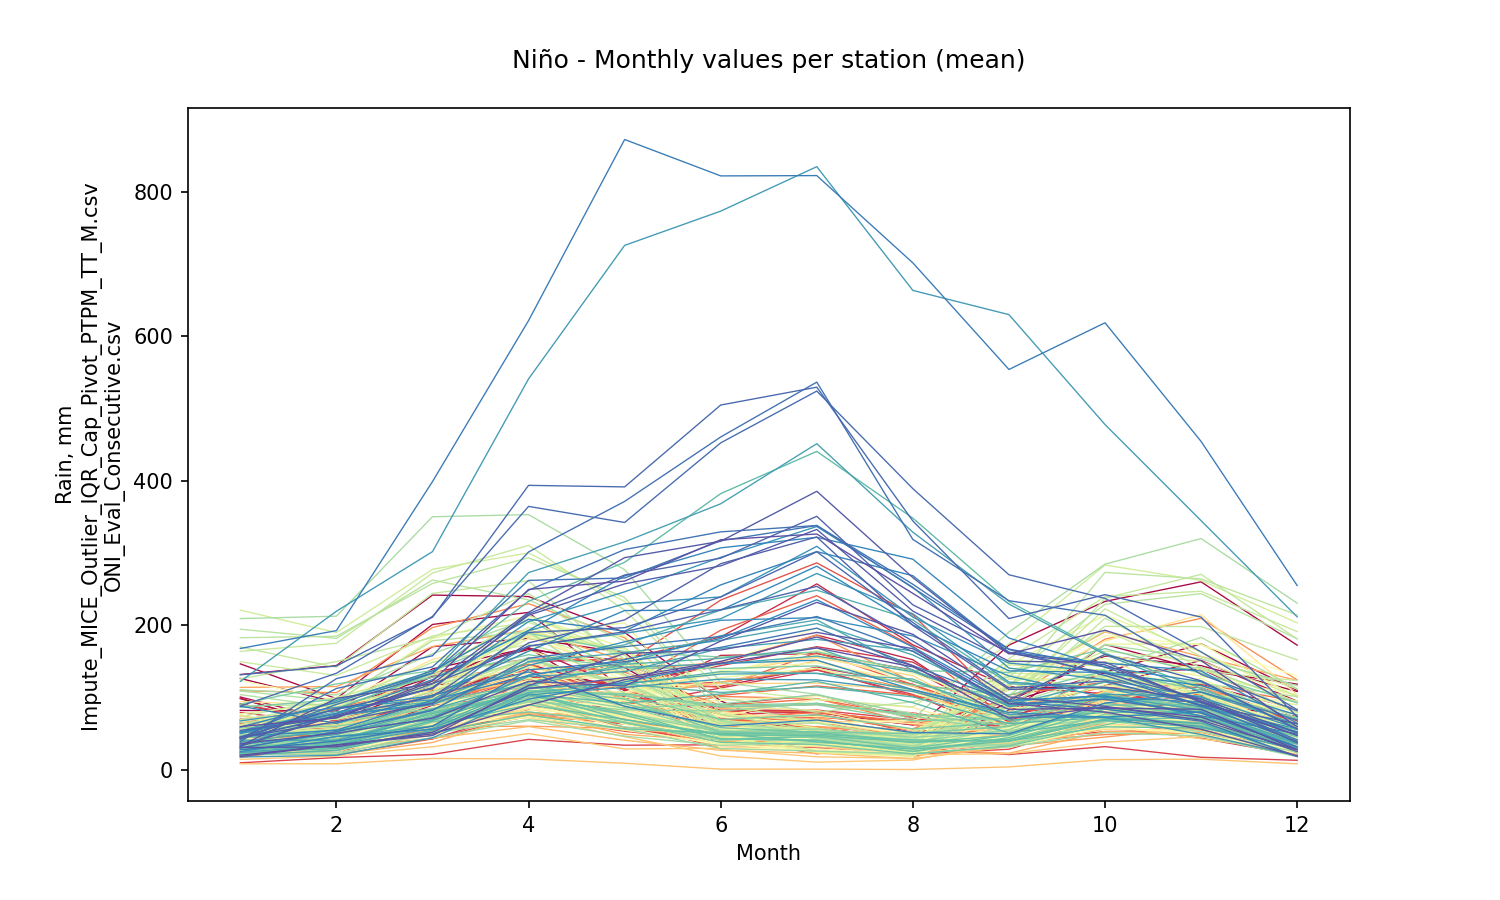 Niño - Monthly values per station (mean)
Rain, mm
Impute_MICE_Outlier_IQR_Cap_Pivot_PTPM_TT_M.csv
ONI_Eval_Consecutive.csv
800
600
400
200
0
2 4 6 8 10 12
Month